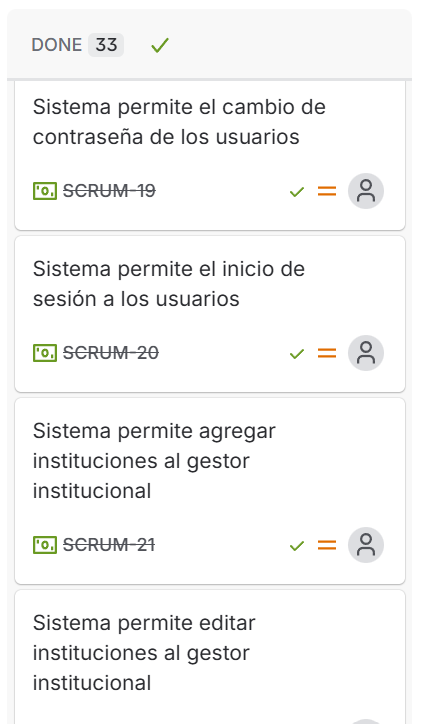 DONE 33
Sistema permite el cambio de
contraseña de los usuarios
SCRUM-19
Sistema permite el inicio de
sesión a los usuarios
SCRUM-20
Sistema permite agregar
instituciones al gestor
institucional
SCRUM-21
Sistema permite editar
instituciones al gestor
institucional